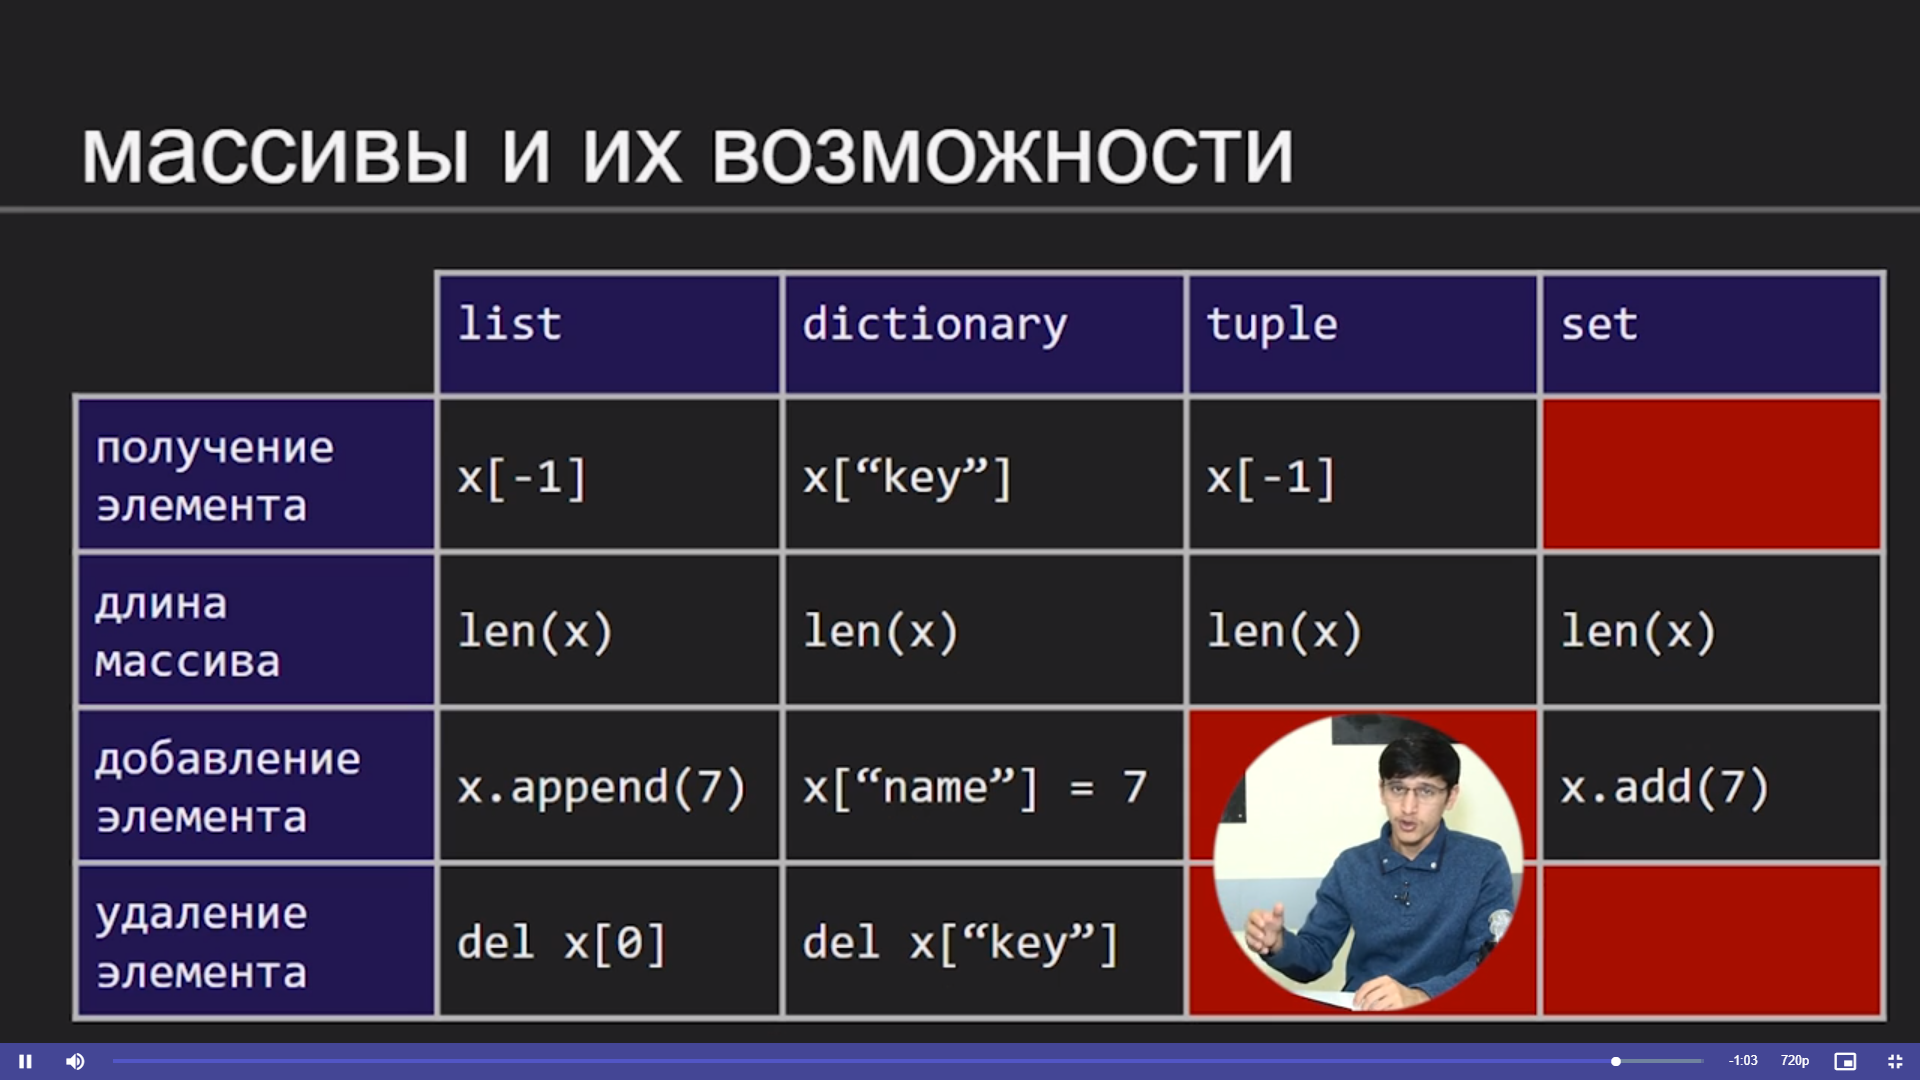 массивы и их возможности
list dictionary tuple set
получение
элемента
x[-1] x[“key”] x[-1]
длина
массива
len(x) len(x) len(x) len(x)
добавление
элемента
x.append(7) x[“name”] = 7 x.add(7)
удаление
элемента
del x[0] del x[“key”]
-1:03 720p